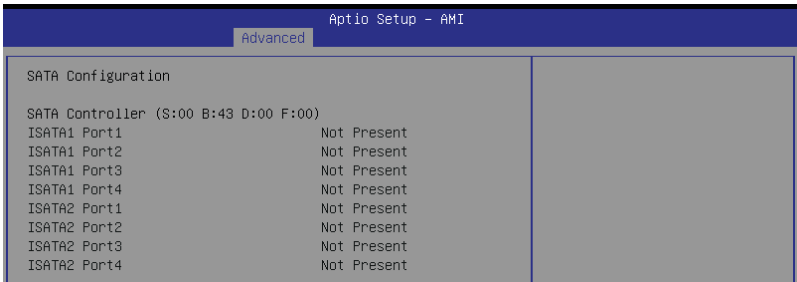 Aptio Setup – AMI
Advanced
SATA Configuration
SATA Controller (S:00 B:43 D:00 F:00)
ISATA1 Port1 Not Present
ISATA1 Port2 Not Present
ISATA1 Port3 Not Present
ISATA1 Port4 Not Present
ISATA2 Port1 Not Present
ISATA2 Port2 Not Present
ISATA2 Port3 Not Present
ISATA2 Port4 Not Present